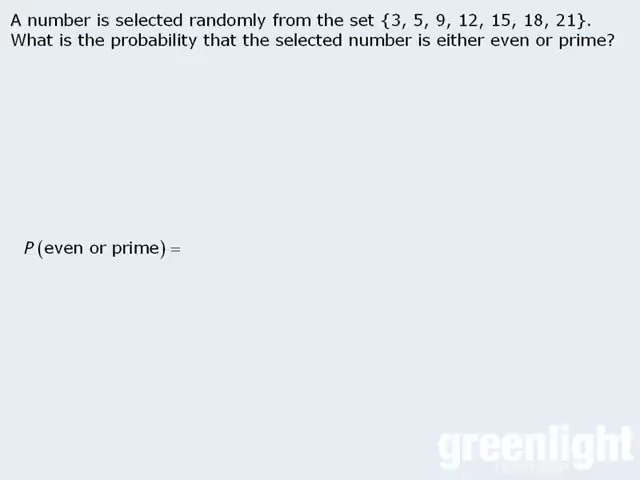 A number is selected randomly from the set {3, 5, 9, 12, 15, 18, 21}.
What is the probability that the selected number is either even or prime?
P(even or prime) =
greenlight